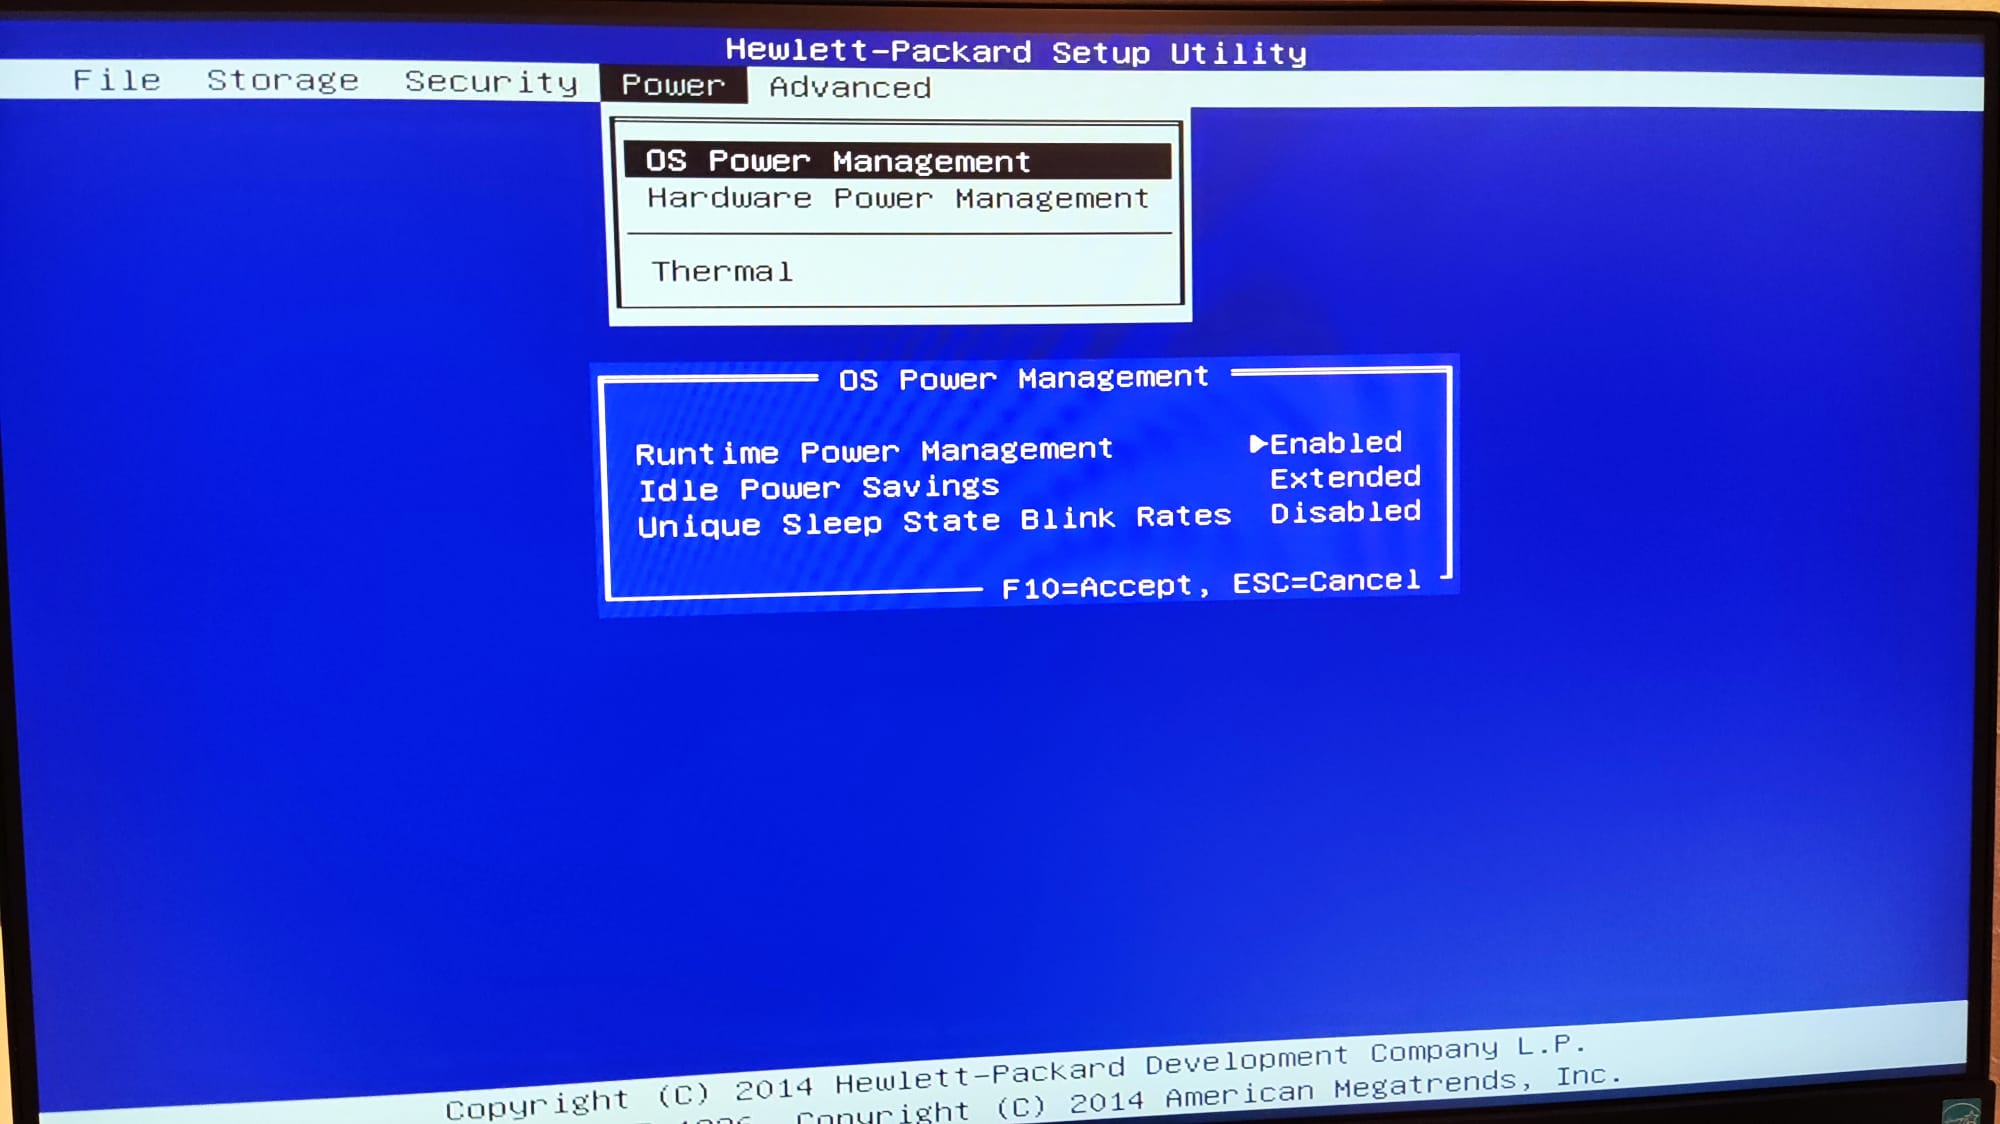 Hewlett-Packard Setup Utility
File Storage Security Power Advanced
OS Power Management
Hardware Power Management
Thermal
OS Power Management
Runtime Power Management ▶Enabled
Idle Power Savings Extended
Unique Sleep State Blink Rates Disabled
F10=Accept, ESC=Cancel
Copyright (C) 2014 Hewlett-Packard Development Company L.P.
Copyright (C) 2014 American Megatrends, Inc.